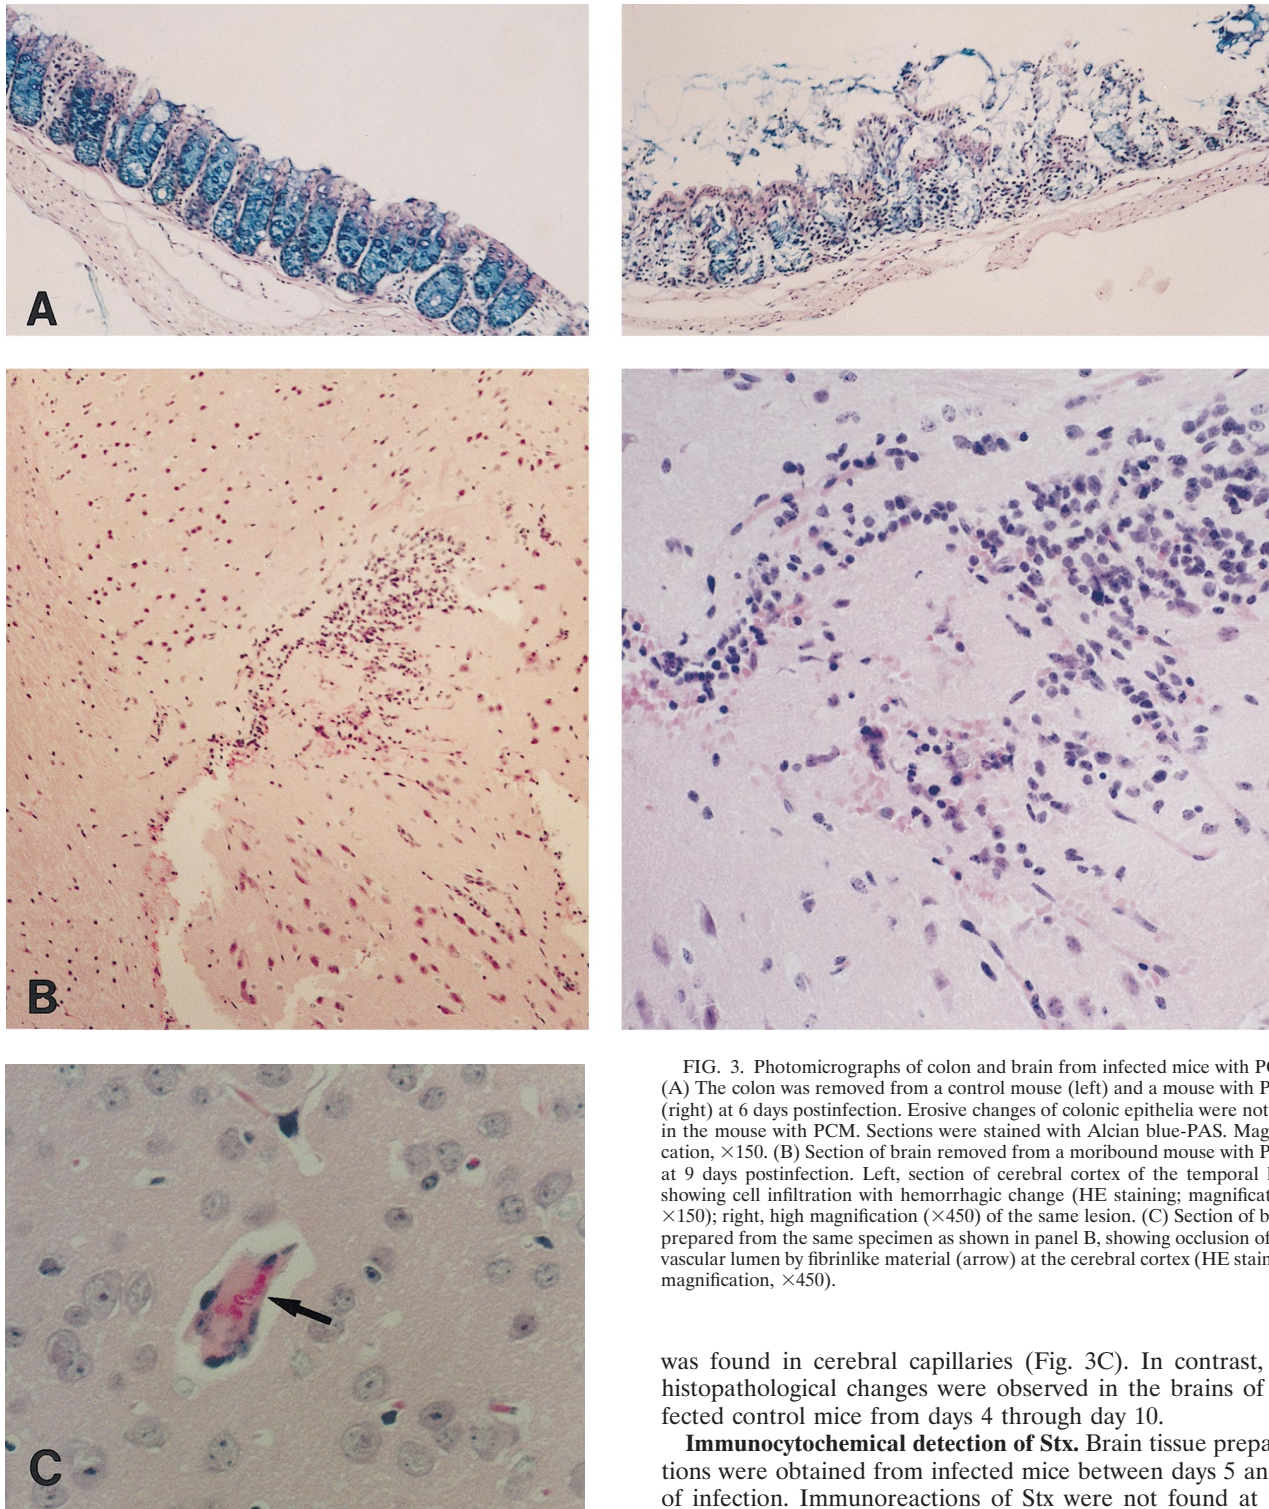 A
B
C
FIG. 3. Photomicrographs of colon and brain from infected mice with
(A) The colon was removed from a control mouse (left) and a mouse with
(right) at 6 days postinfection. Erosive changes of colonic epithelia were
in the mouse with PCM. Sections were stained with Alcian blue-PAS.
cation, ×150. (B) Section of brain removed from a moribund mouse with
at 9 days postinfection. Left, section of cerebral cortex of the temporal
showing cell infiltration with hemorrhagic change (HE staining;
×150); right, high magnification (×450) of the same lesion. (C) Section of
prepared from the same specimen as shown in panel B, showing occlusion of
vascular lumen by fibrinlike material (arrow) at the cerebral cortex (HE
magnification, ×450).
was found in cerebral capillaries (Fig. 3C). In contrast,
histopathological changes were observed in the brains of
fected control mice from days 4 through day 10.
Immunocytochemical detection of Stx. Brain tissue
tions were obtained from infected mice between days 5
of infection. Immunoreactions of Stx were not found at